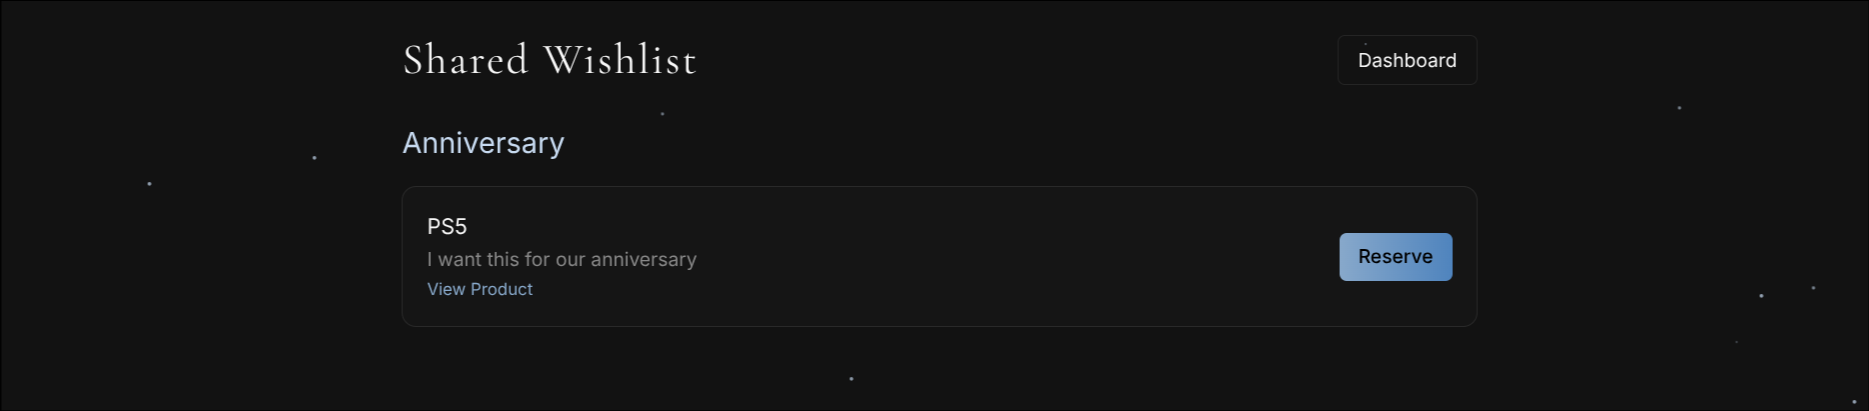 Shared Wishlist
Dashboard
Anniversary
PS5
I want this for our anniversary
View Product
Reserve